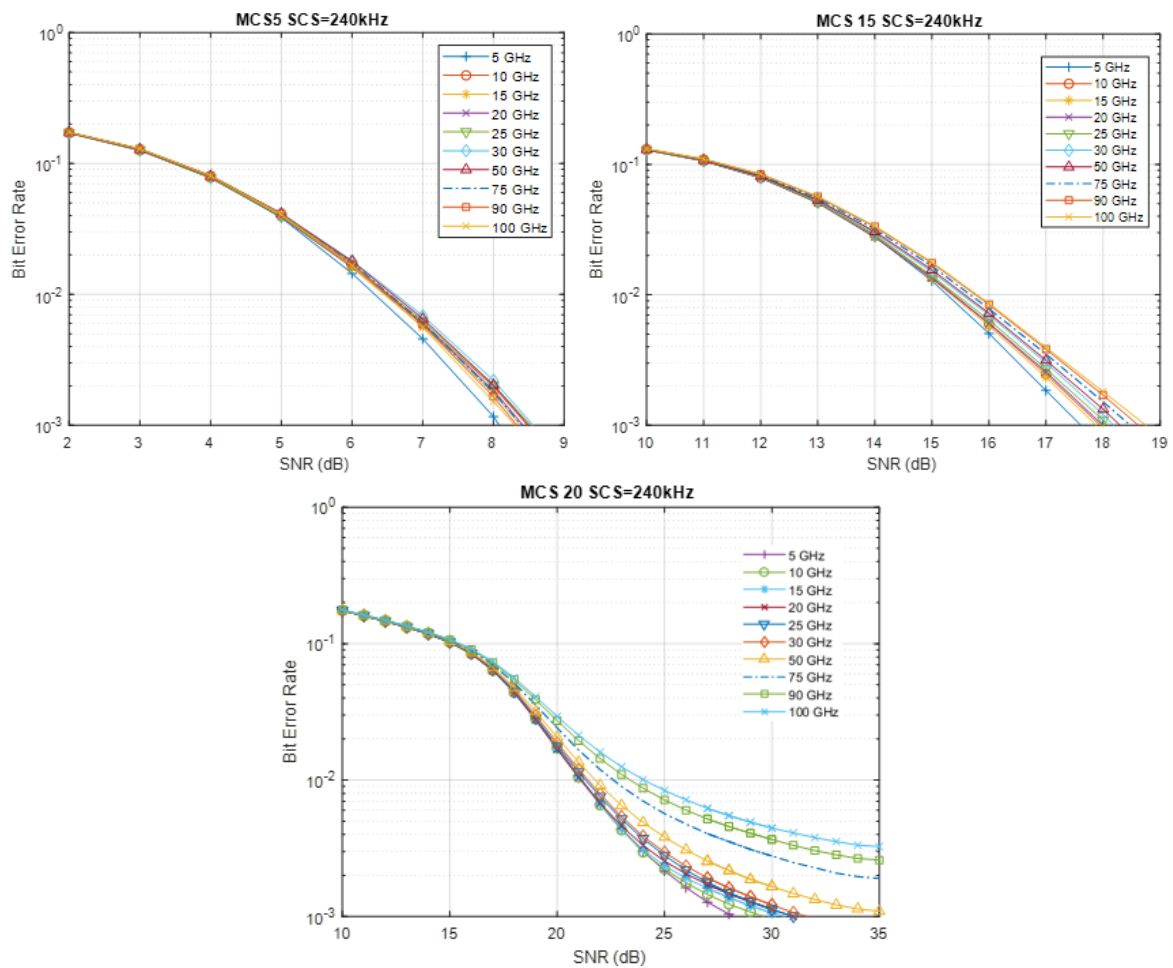 MCS5 SCS=240kHz
10^0
10^-1
10^-2
10^-3
Bit Error Rate
2 3 4 5 6 7 8 9
SNR (dB)
5 GHz
10 GHz
15 GHz
20 GHz
25 GHz
30 GHz
50 GHz
75 GHz
90 GHz
100 GHz
MCS 15 SCS=240kHz
10^0
10^-1
10^-2
10^-3
Bit Error Rate
10 11 12 13 14 15 16 17 18 19
SNR (dB)
5 GHz
10 GHz
15 GHz
20 GHz
25 GHz
30 GHz
50 GHz
75 GHz
90 GHz
100 GHz
MCS 20 SCS=240kHz
10^0
10^-1
10^-2
10^-3
Bit Error Rate
10 15 20 25 30 35
SNR (dB)
5 GHz
10 GHz
15 GHz
20 GHz
25 GHz
30 GHz
50 GHz
75 GHz
90 GHz
100 GHz